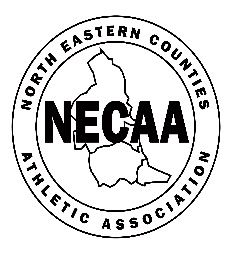 NORTH EASTERN COUNTIES
NECAA
ATHLETIC ASSOCIATION